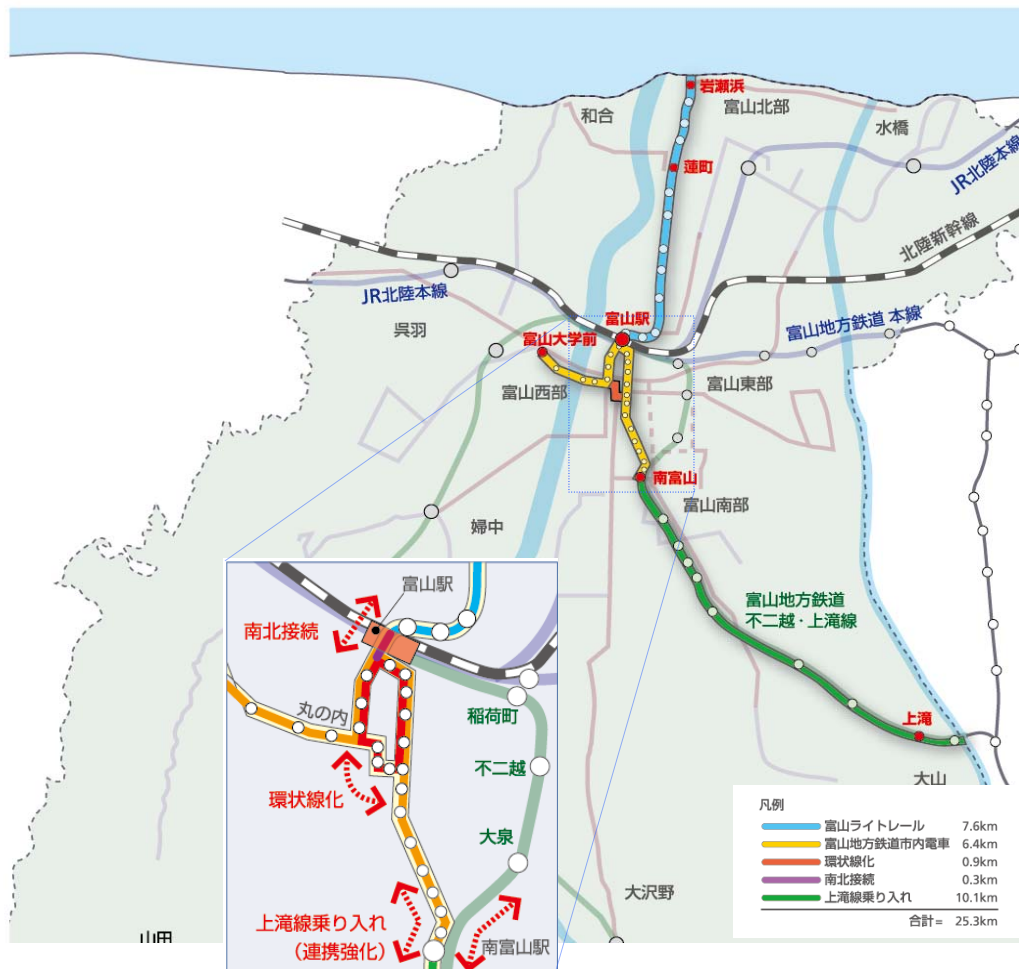 岩瀬浜
富山北部
和合
水橋
蓮町
JR北陸本線
北陸新幹線
JR北陸本線
富山駅
富山地方鉄道 本線
呉羽
富山大学前
富山西部
富山東部
南富山
富山南部
婦中
富山地方鉄道
不二越・上滝線
上滝
大山
大沢野
山田
富山駅
南北接続
丸の内
稲荷町
環状線化
不二越
大泉
上滝線乗り入れ
(連携強化)
南富山駅
凡例
富山ライトレール 7.6km
富山地方鉄道市内電車 6.4km
環状線化 0.9km
南北接続 0.3km
上滝線乗り入れ 10.1km
合計= 25.3km